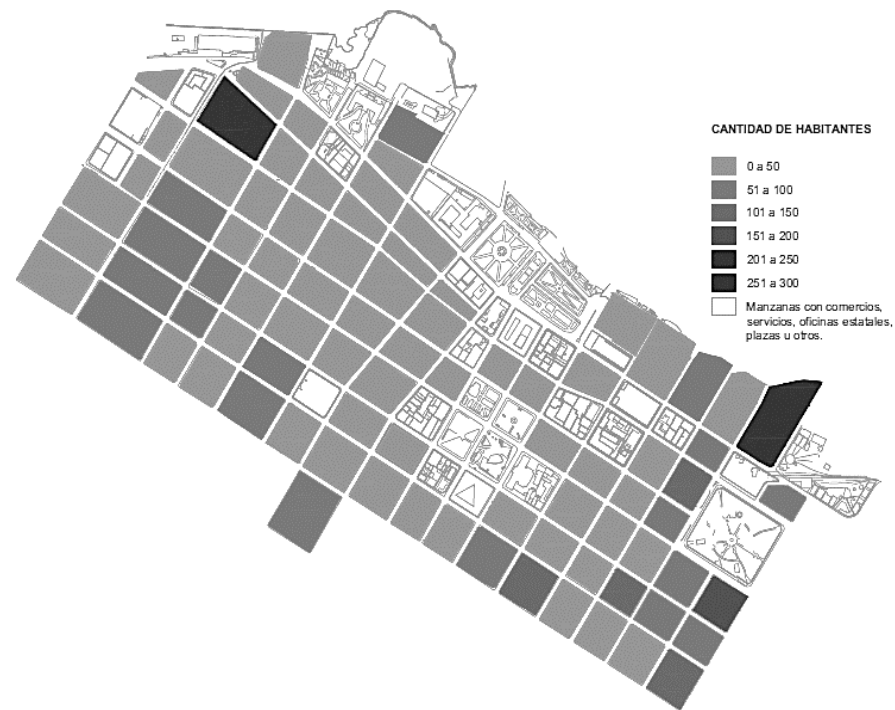 CANTIDAD DE HABITANTES
0 a 50
51 a 100
101 a 150
151 a 200
201 a 250
251 a 300
Manzanas con comercios,
servicios, oficinas estatales,
plazas u otros.